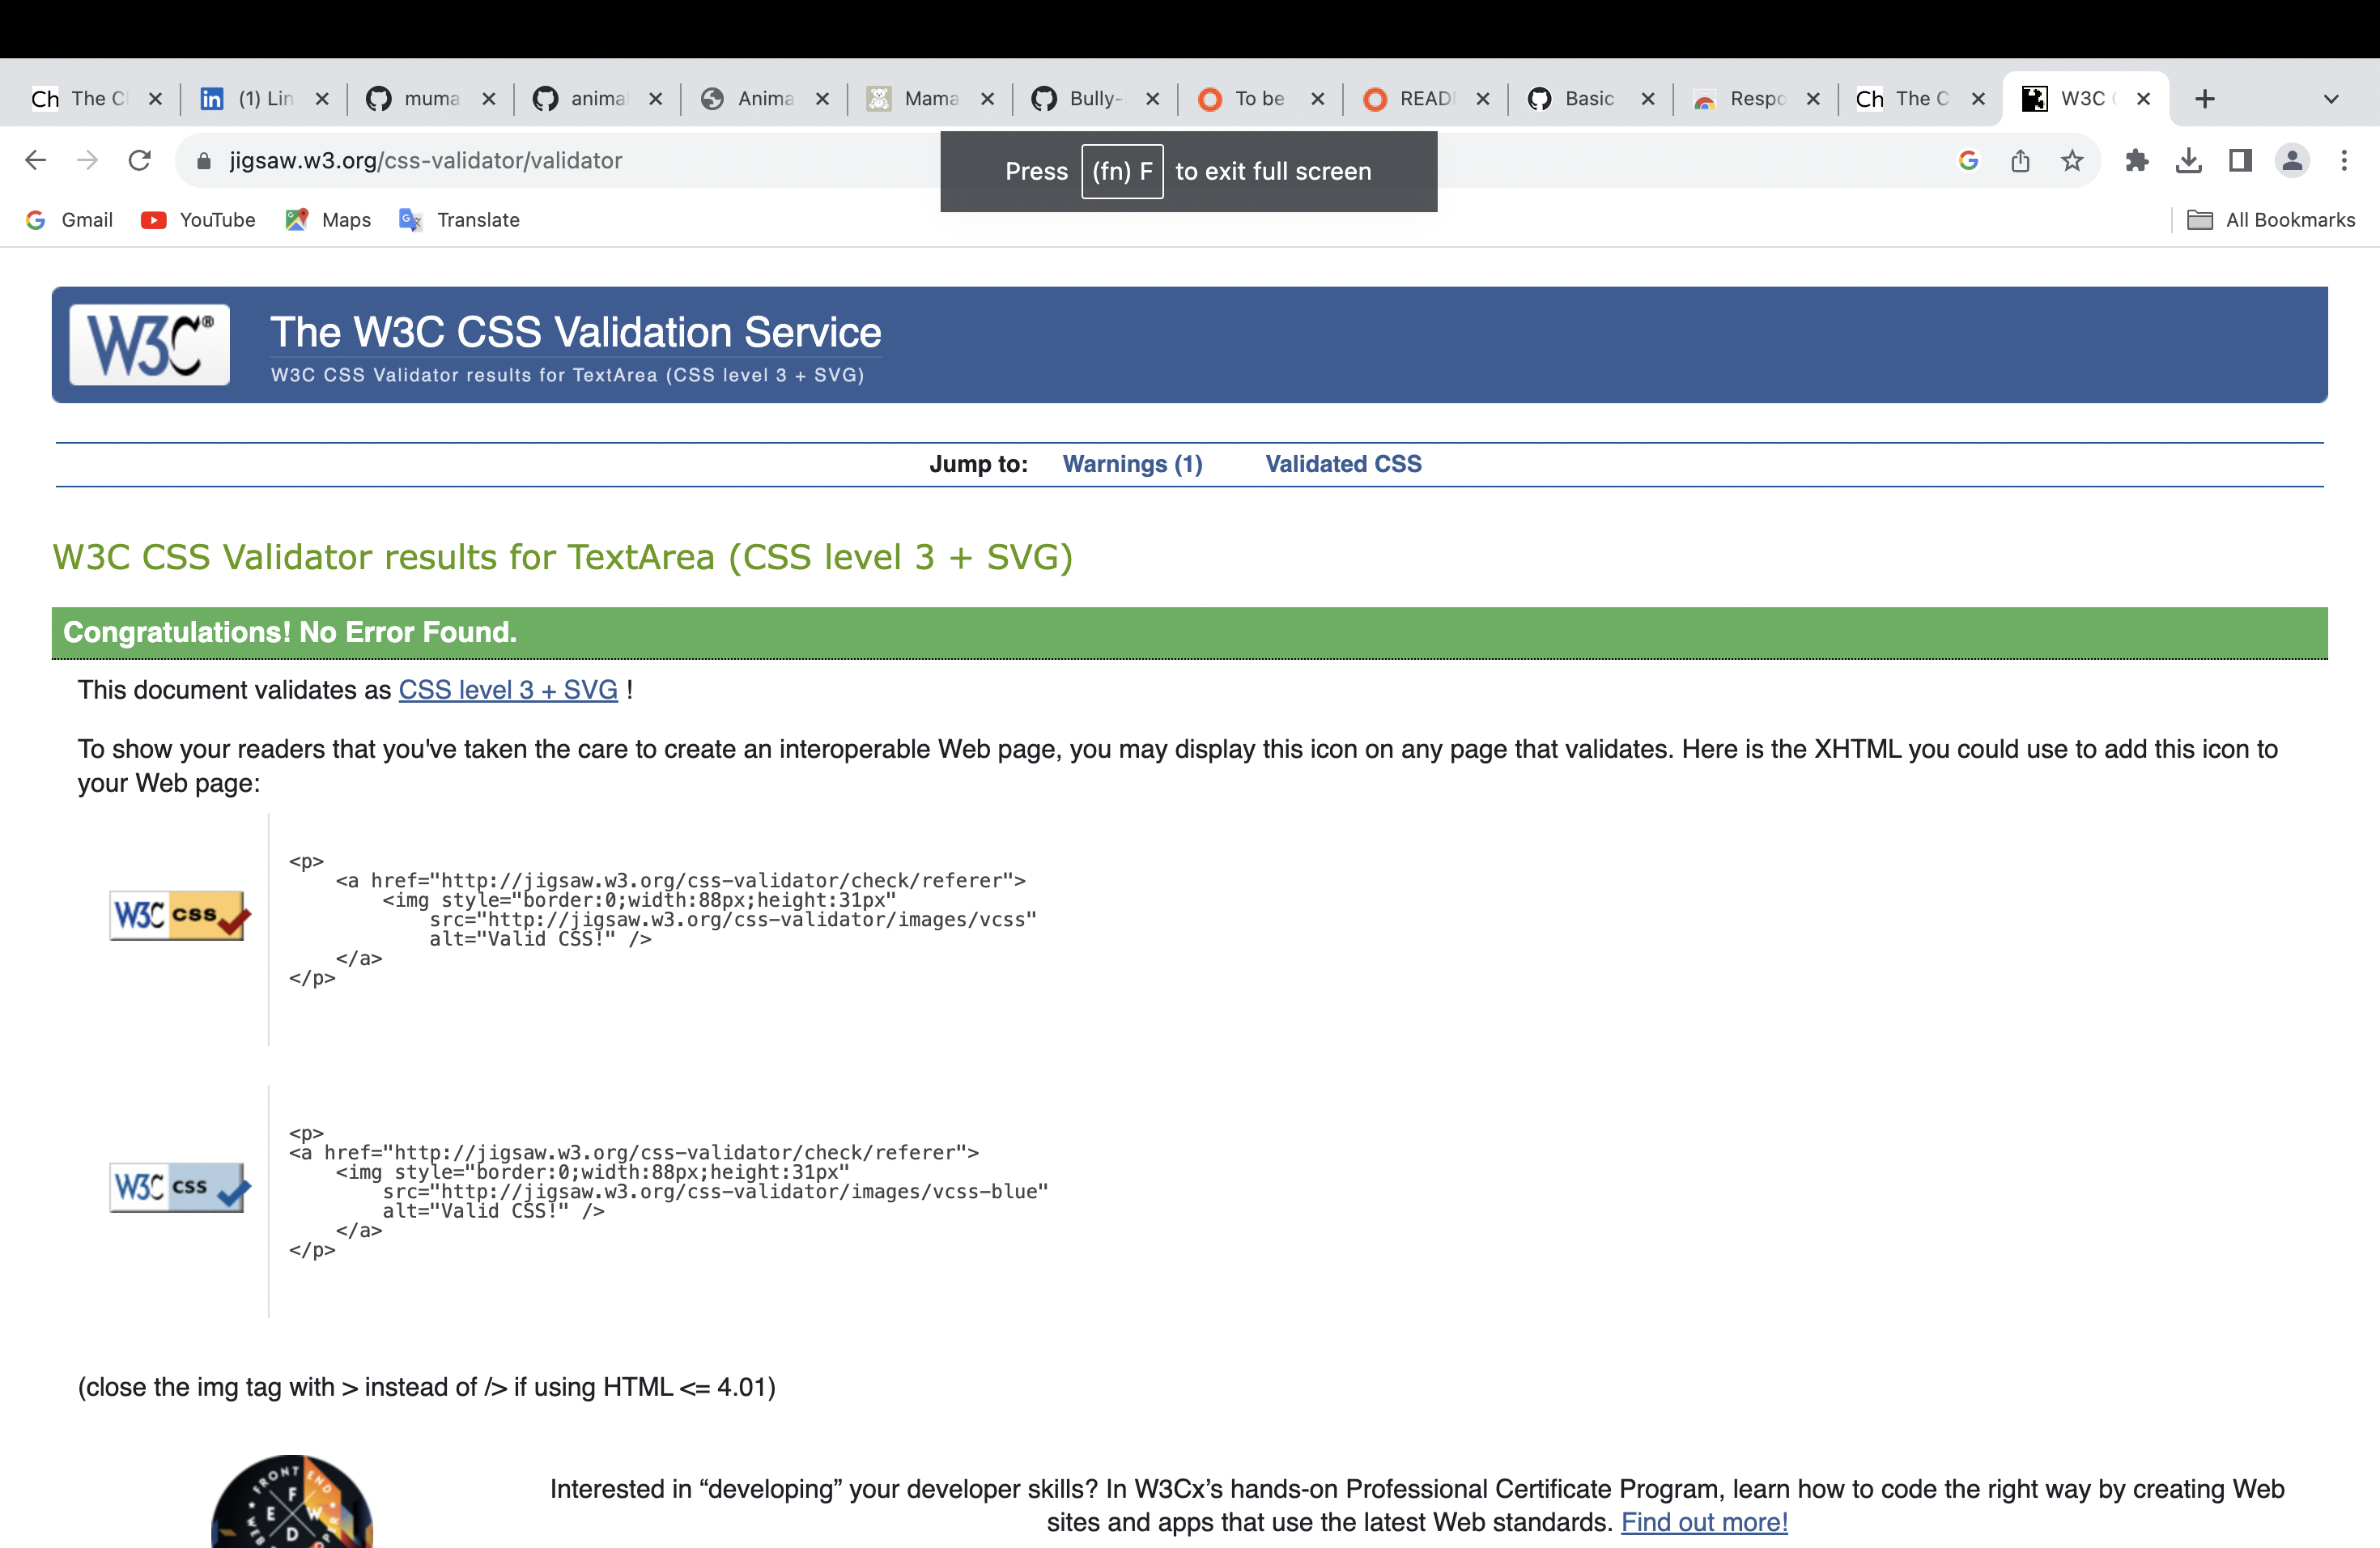 Ch The C
(1) Lin
muma
anima
Anima
Mama
Bully-
To be
READ
Basic
Respo
Ch The C
W3C
jigsaw.w3.org/css-validator/validator
Press (fn) F to exit full screen
Gmail
YouTube
Maps
Translate
All Bookmarks
W3C®
The W3C CSS Validation Service
W3C CSS Validator results for TextArea (CSS level 3 + SVG)
Jump to: Warnings (1) Validated CSS
W3C CSS Validator results for TextArea (CSS level 3 + SVG)
Congratulations! No Error Found.
This document validates as CSS level 3 + SVG !
To show your readers that you've taken the care to create an interoperable Web page, you may display this icon on any page that validates. Here is the XHTML you could use to add this icon to
your Web page:
W3C css
<p>
<a href="http://jigsaw.w3.org/css-validator/check/referer">
<img style="border:0;width:88px;height:31px"
src="http://jigsaw.w3.org/css-validator/images/vcss"
alt="Valid CSS!" />
</a>
</p>
W3C css
<p>
<a href="http://jigsaw.w3.org/css-validator/check/referer">
<img style="border:0;width:88px;height:31px"
src="http://jigsaw.w3.org/css-validator/images/vcss-blue"
alt="Valid CSS!" />
</a>
</p>
(close the img tag with > instead of /> if using HTML <= 4.01)
FRONT END
F E W D
WEB
Interested in “developing” your developer skills? In W3Cx’s hands-on Professional Certificate Program, learn how to code the right way by creating Web
sites and apps that use the latest Web standards. Find out more!